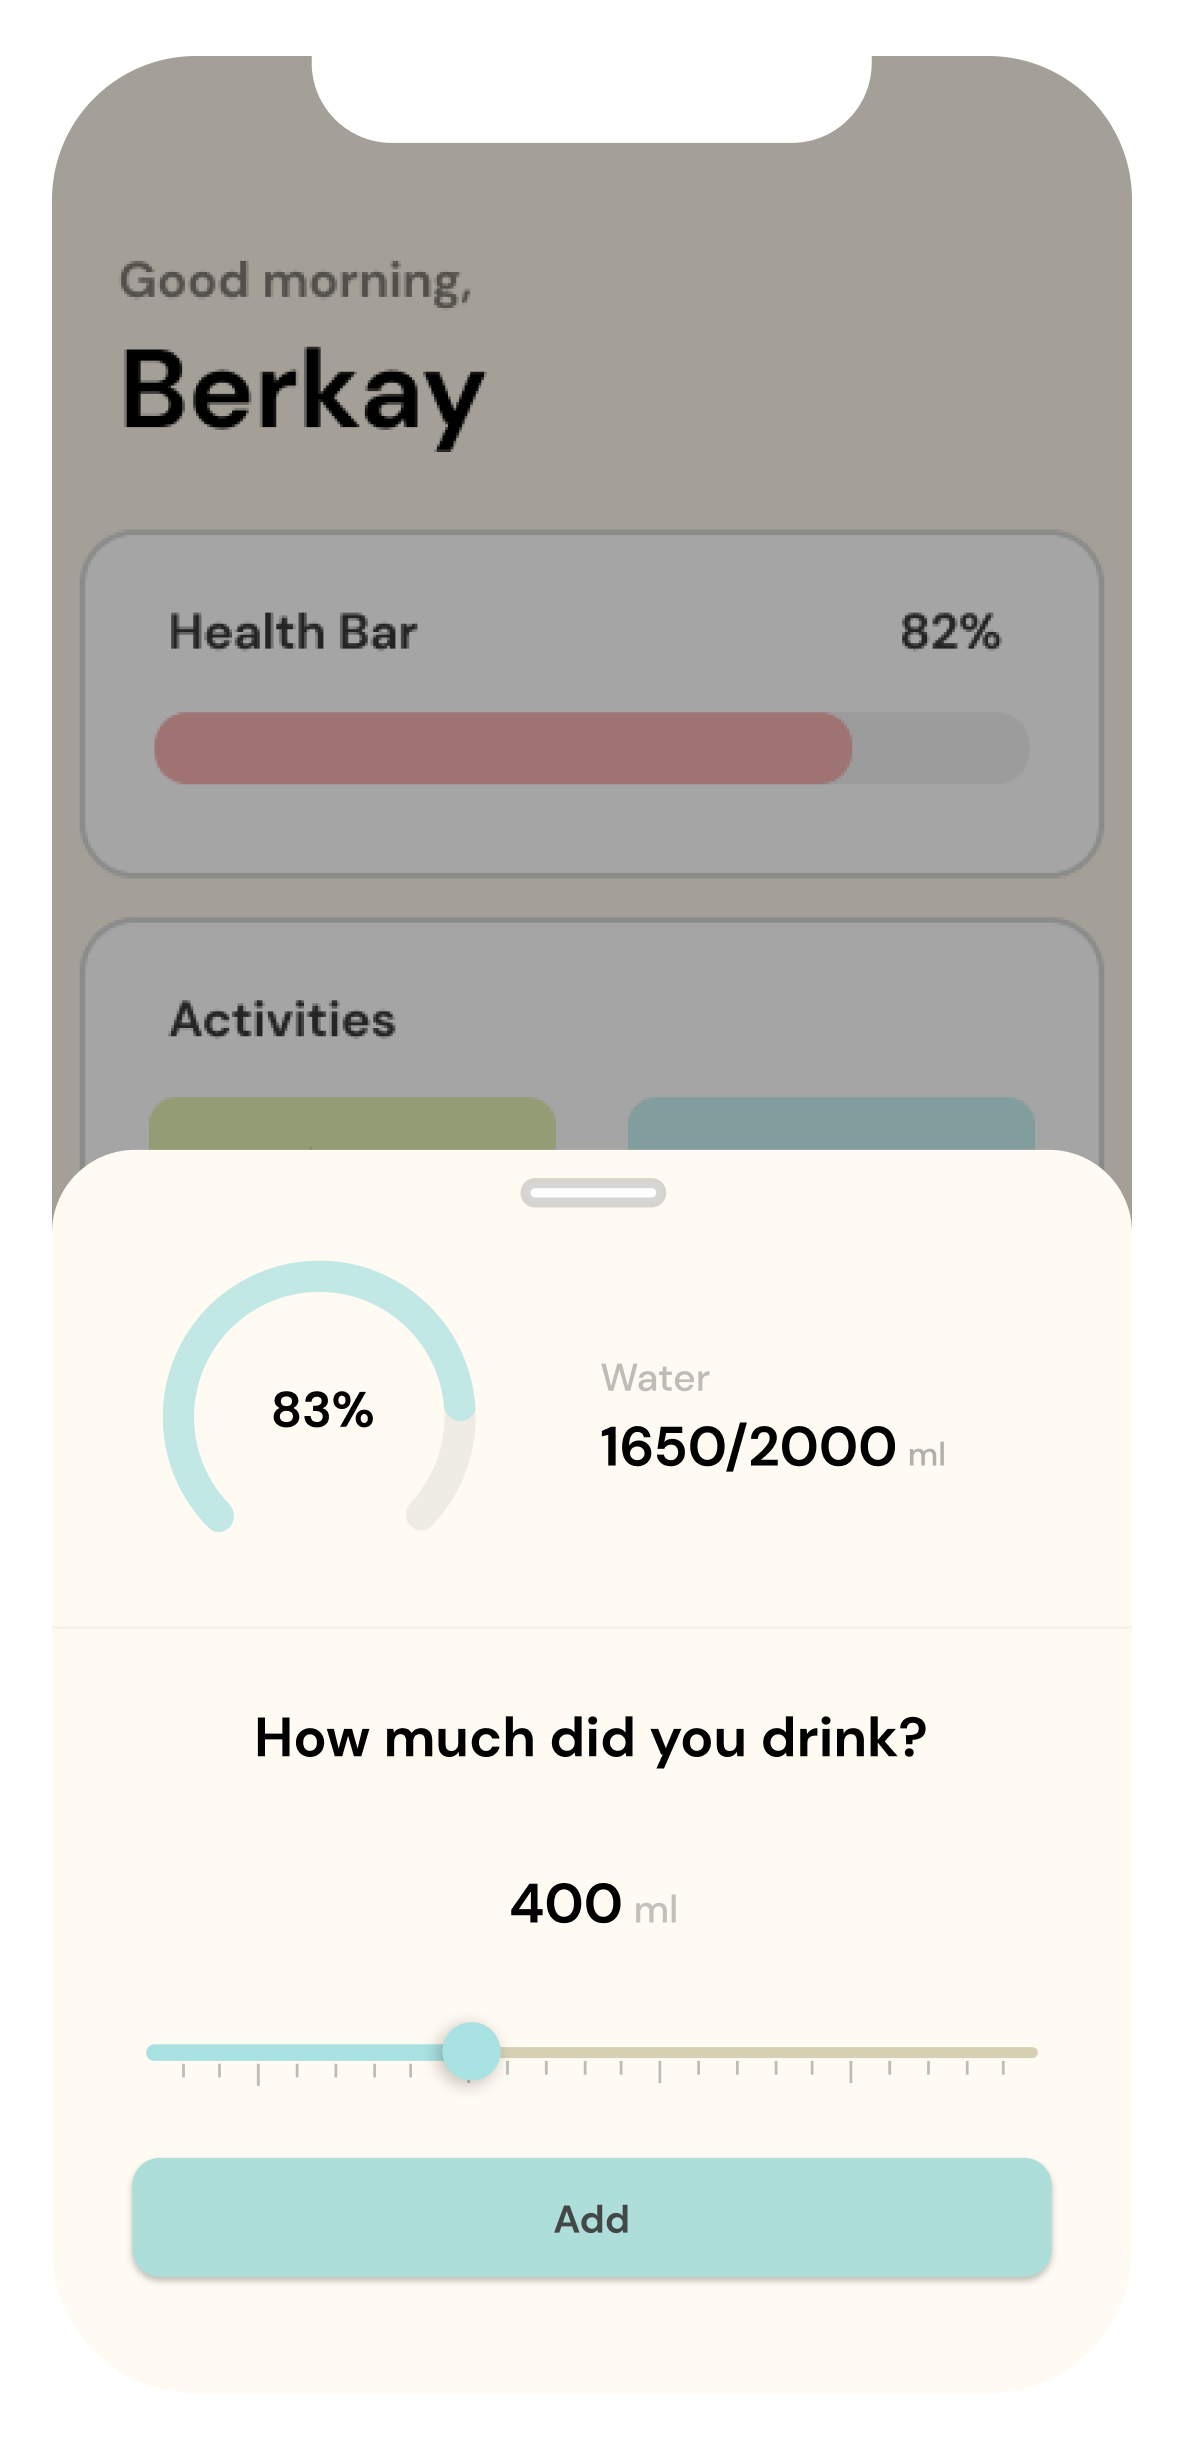 Good morning,
Berkay
Health Bar 82%
Activities
83%
Water
1650/2000 ml
How much did you drink?
400 ml
Add